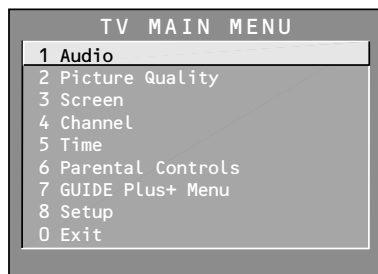 TV MAIN MENU
1 Audio
2 Picture Quality
3 Screen
4 Channel
5 Time
6 Parental Controls
7 GUIDE Plus+ Menu
8 Setup
0 Exit